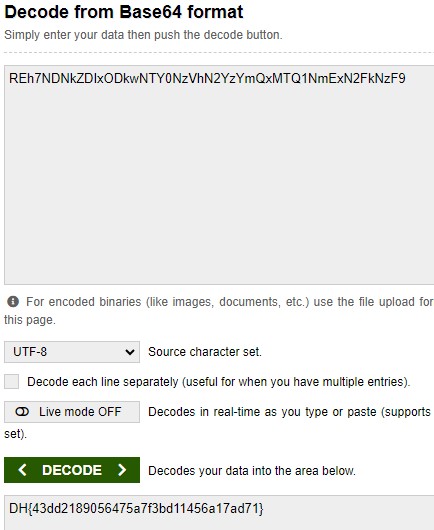 Decode from Base64 format
Simply enter your data then push the decode button.
REh7NDNkZDIxODkwNTY0NzVhN2YzYmQxMTQ1NmExN2FkNzF9
For encoded binaries (like images, documents, etc.) use the file upload for
this page.
UTF-8 Source character set.
Decode each line separately (useful for when you have multiple entries).
Live mode OFF Decodes in real-time as you type or paste (supports
set).
< DECODE > Decodes your data into the area below.
DH{43dd2189056475a7f3bd11456a17ad71}